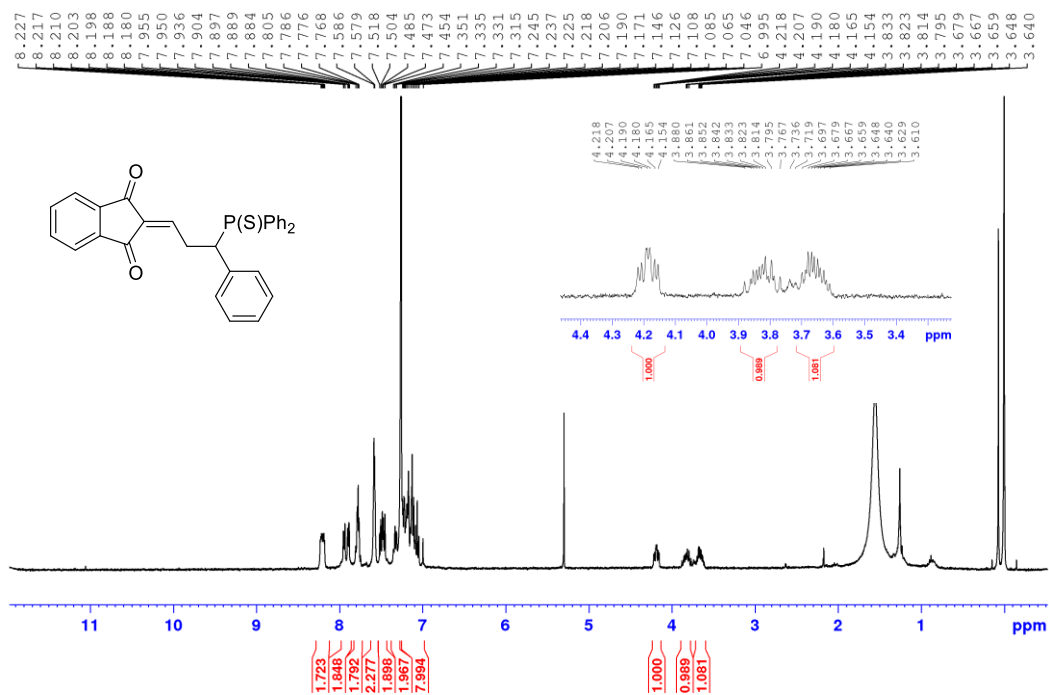 8.227 8.217 8.210 8.203 8.198 8.188 8.180 7.955 7.950 7.936 7.904 7.897 7.889 7.884 7.805 7.786 7.776 7.768 7.586 7.579 7.518 7.504 7.485 7.473 7.454 7.351 7.335 7.331 7.315 7.245 7.237 7.225 7.218 7.206 7.190 7.171 7.146 7.126 7.108 7.085 7.065 7.046 6.995 4.218 4.207 4.190 4.180 4.165 4.154 3.833 3.823 3.814 3.795 3.679 3.667 3.659 3.648 3.640
4.218 4.207 4.190 4.180 4.165 4.154 3.880 3.861 3.852 3.842 3.833 3.823 3.814 3.795 3.767 3.736 3.719 3.697 3.679 3.667 3.659 3.648 3.640 3.629 3.610
O
P(S)Ph2
O
4.4 4.3 4.2 4.1 4.0 3.9 3.8 3.7 3.6 3.5 3.4 ppm
1.000 0.989 1.081
11 10 9 8 7 6 5 4 3 2 1 ppm
1.723 1.848 1.792 2.277 1.898 1.967 7.994 1.000 0.989 1.081